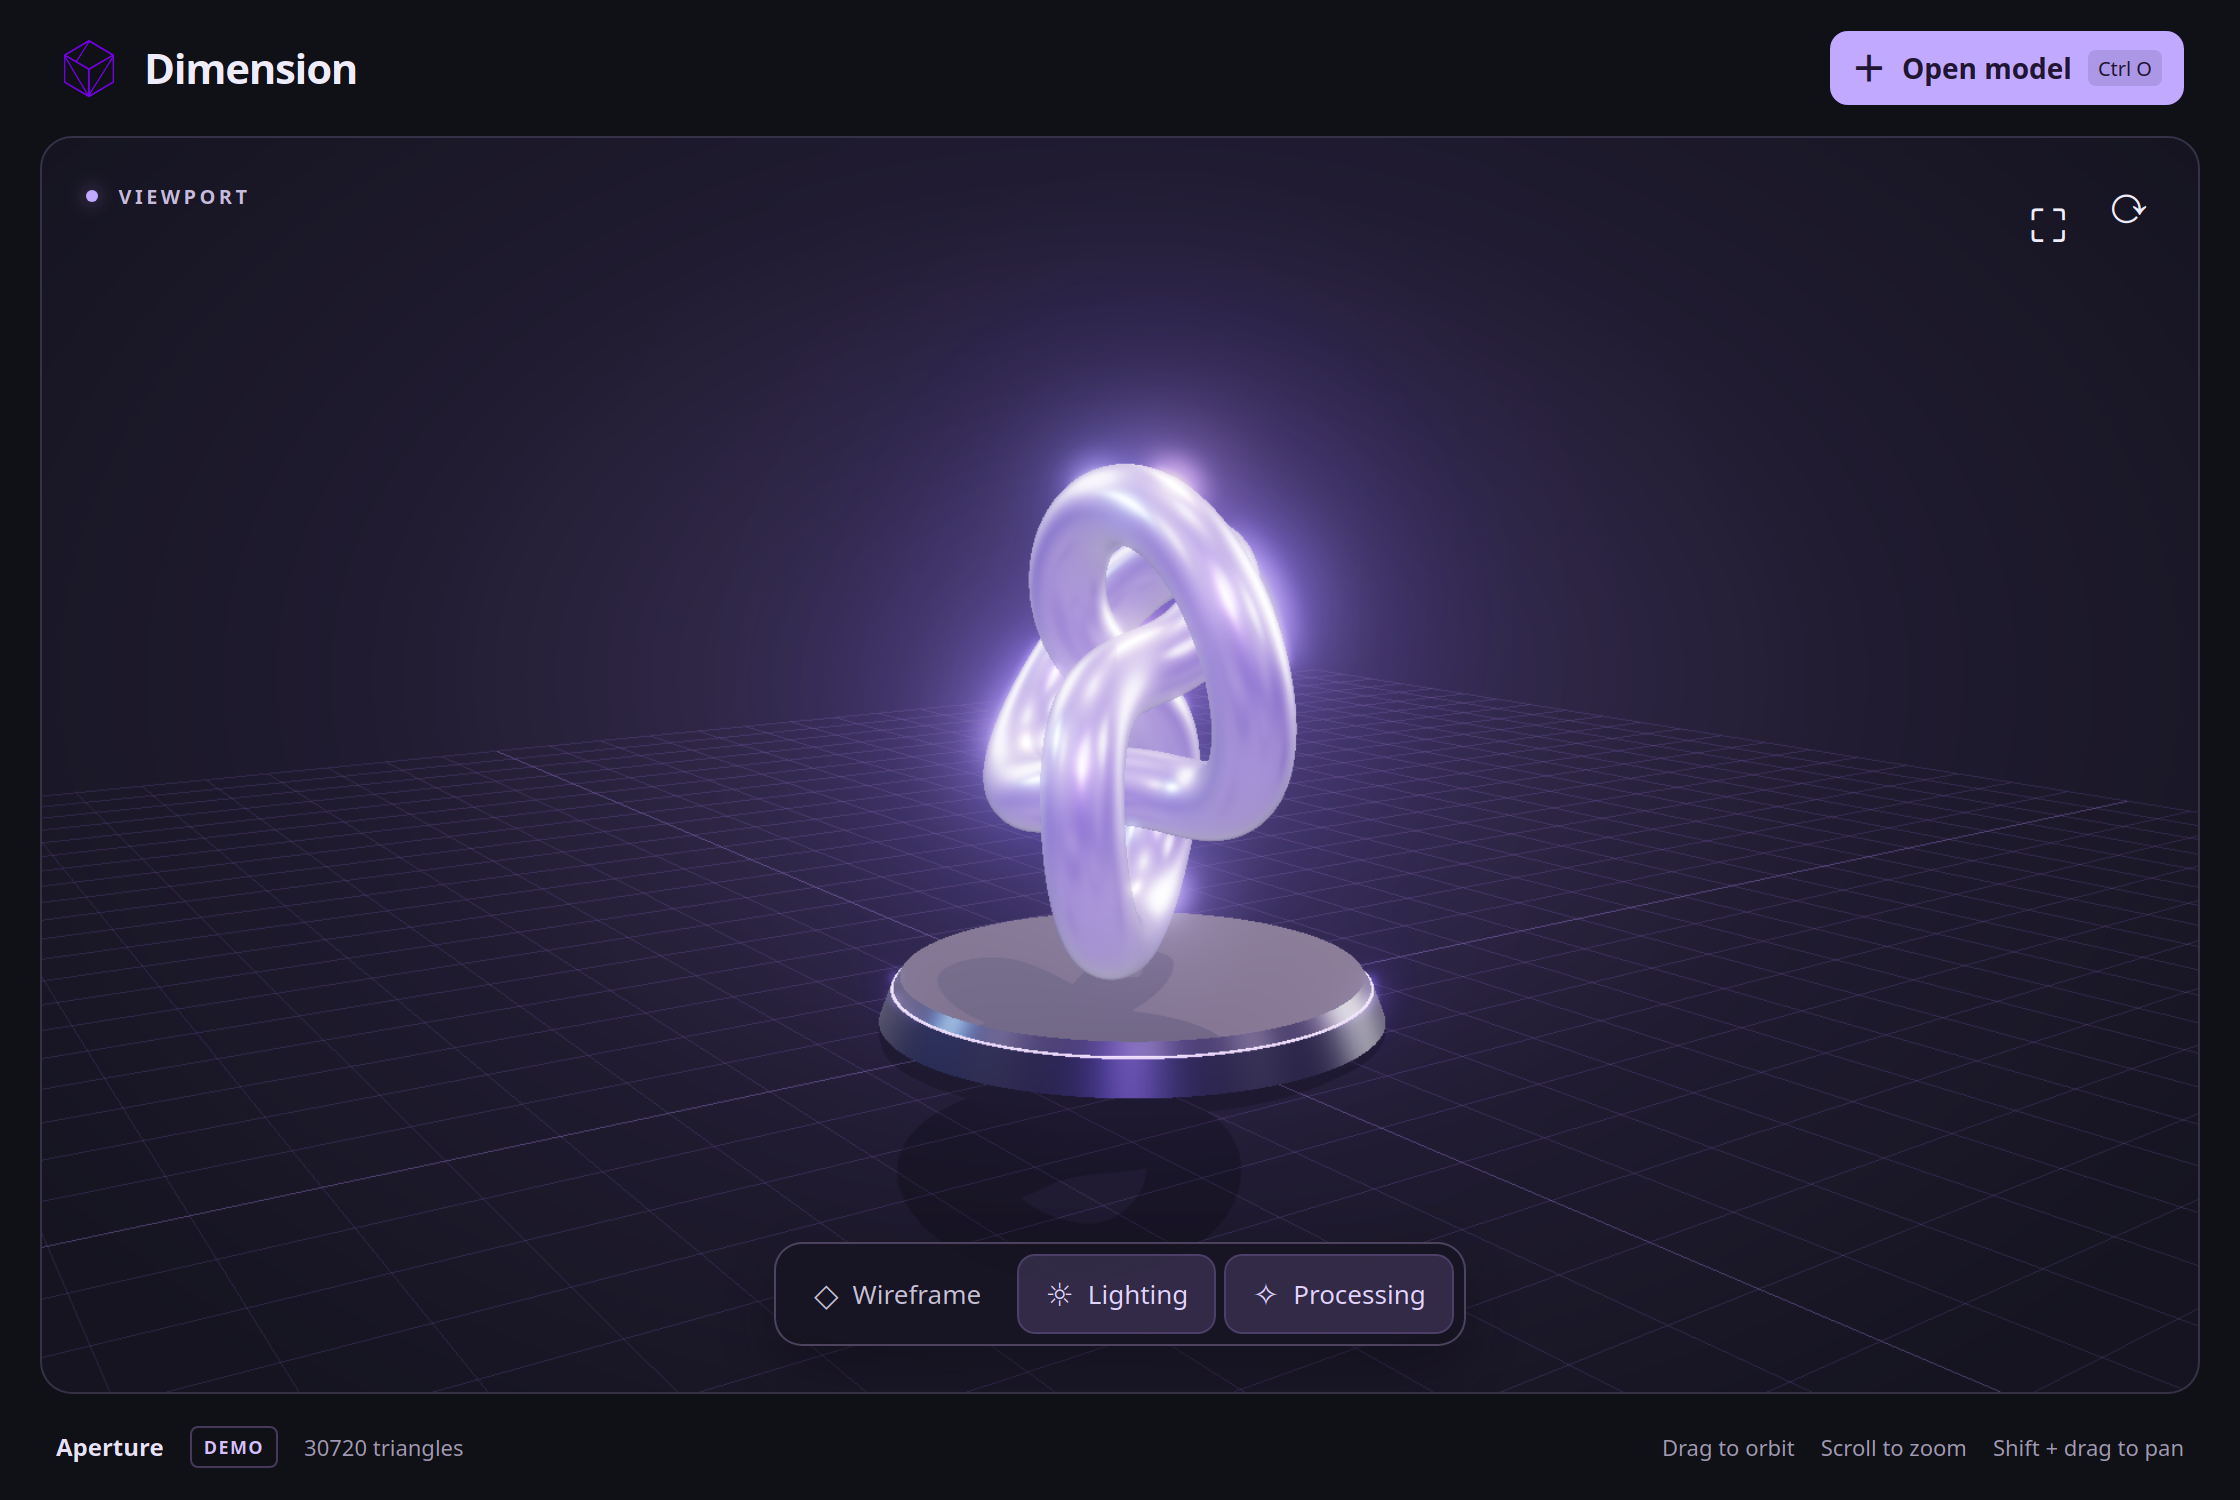 Dimension
Open model Ctrl O
VIEWPORT
Wireframe Lighting Processing
Aperture DEMO 30720 triangles Drag to orbit Scroll to zoom Shift + drag to pan